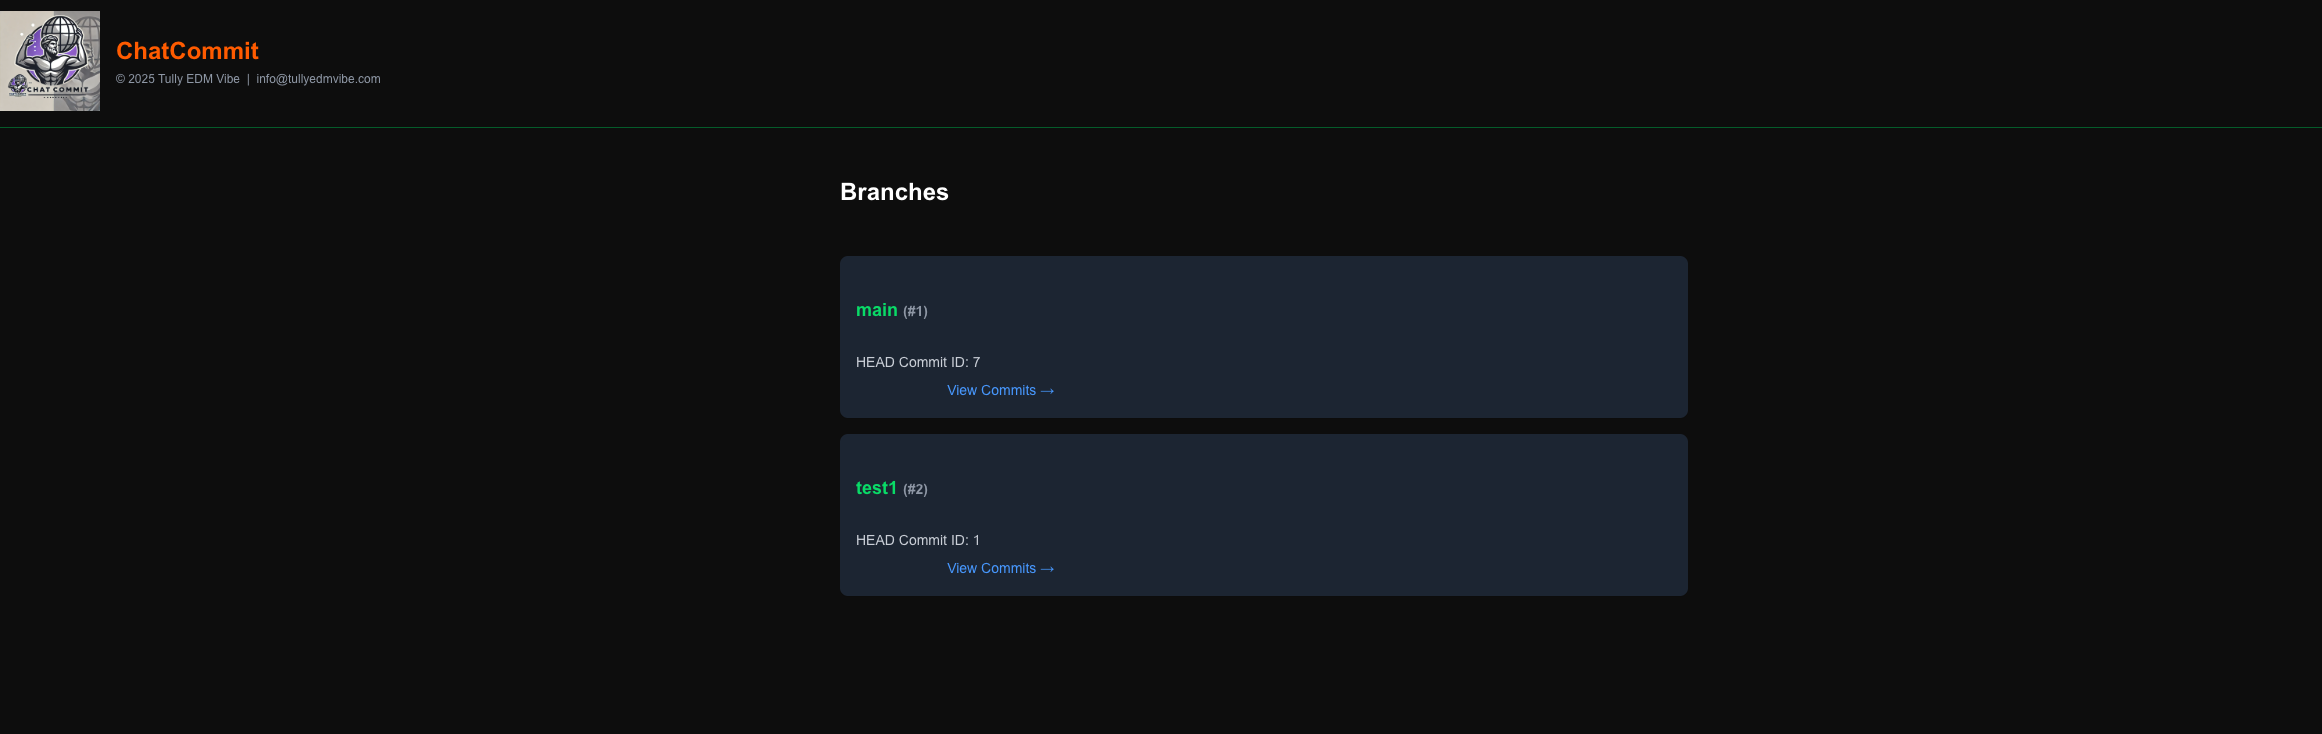 CHAT COMMIT
ChatCommit
© 2025 Tully EDM Vibe | info@tullyedmvibe.com
Branches
main (#1)
HEAD Commit ID: 7
View Commits →
test1 (#2)
HEAD Commit ID: 1
View Commits →